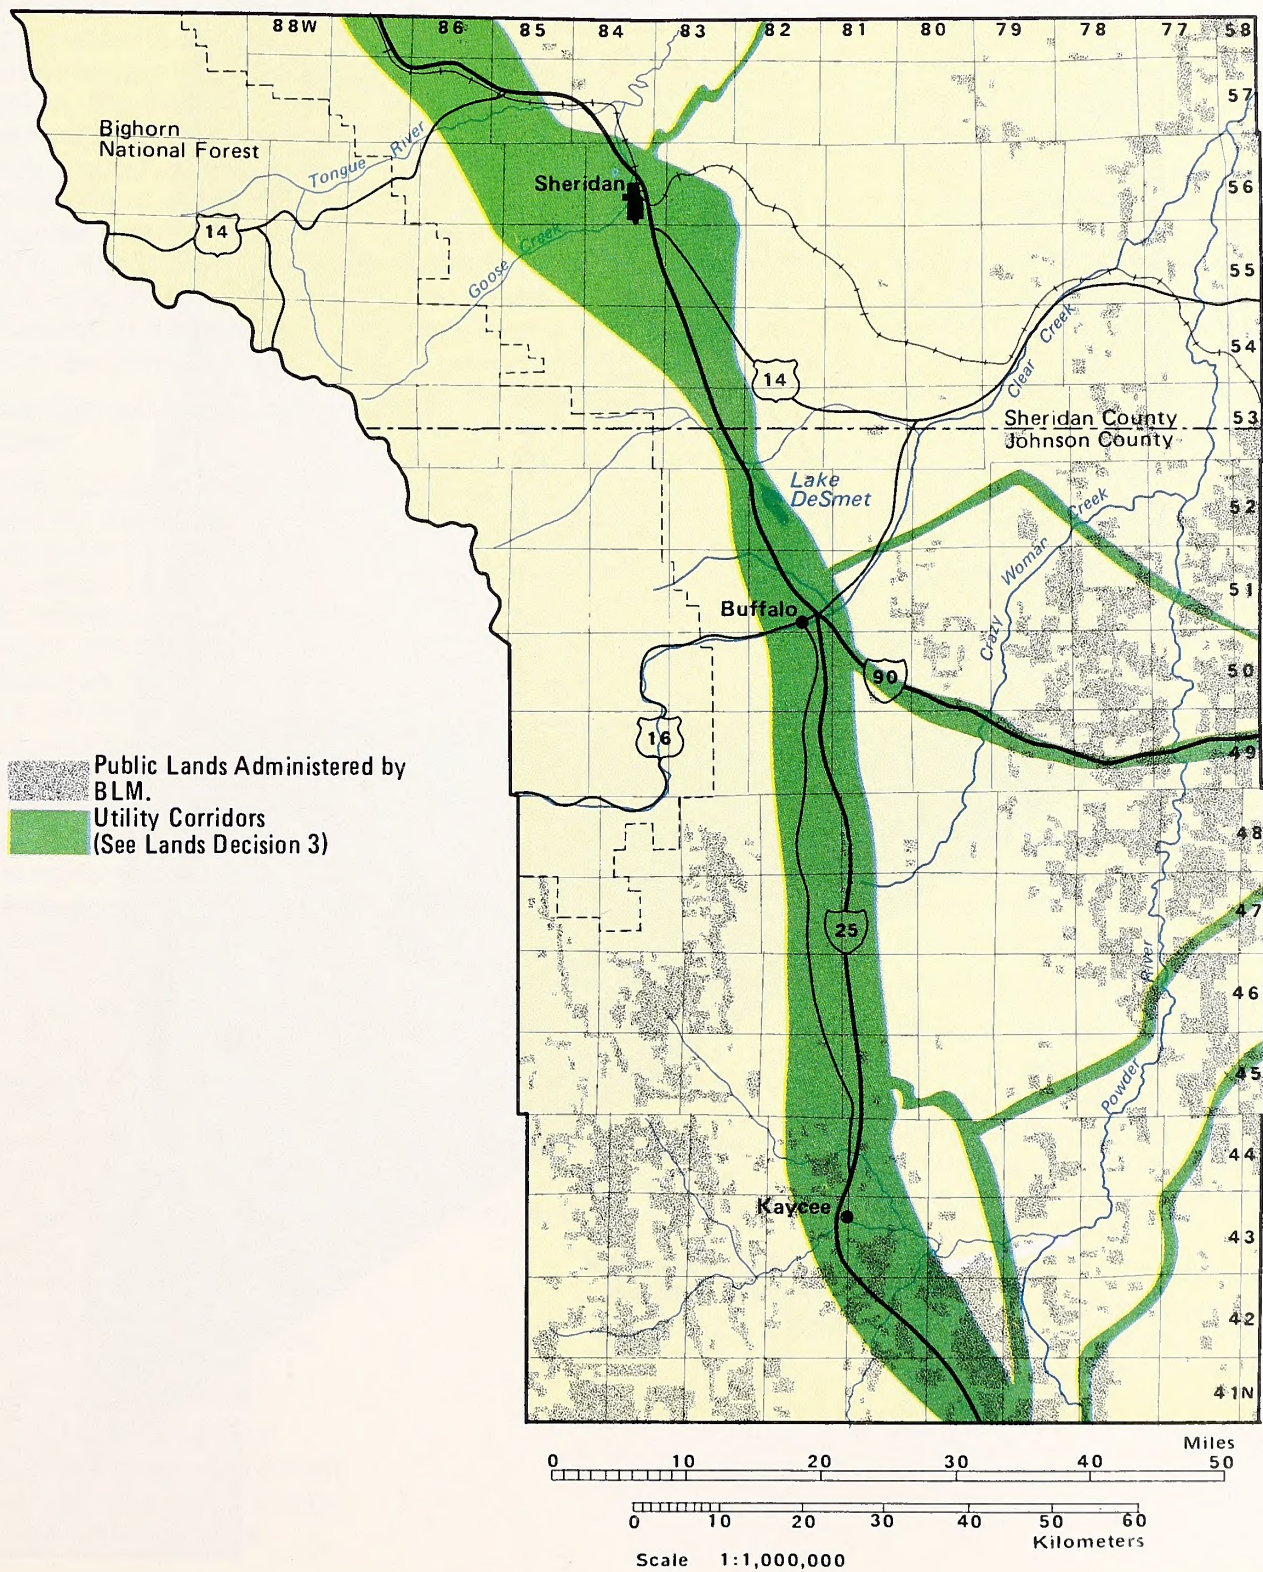 88W 86 85 84 83 82 81 80 79 78 77 58
57
Bighorn
National Forest
Tongue River
56
Sheridan
14
Goose Creek
55
54
Clear Creek
14
Sheridan County
53
Johnson County
Lake
DeSmet
52
Crazy Woman Creek
51
Buffalo
50
90
16
49
Public Lands Administered by
BLM.
Utility Corridors
(See Lands Decision 3)
48
47
25
46
Powder River
45
44
Kaycee
43
42
41N
Miles
0 10 20 30 40 50
0 10 20 30 40 50 60
Kilometers
Scale 1:1,000,000